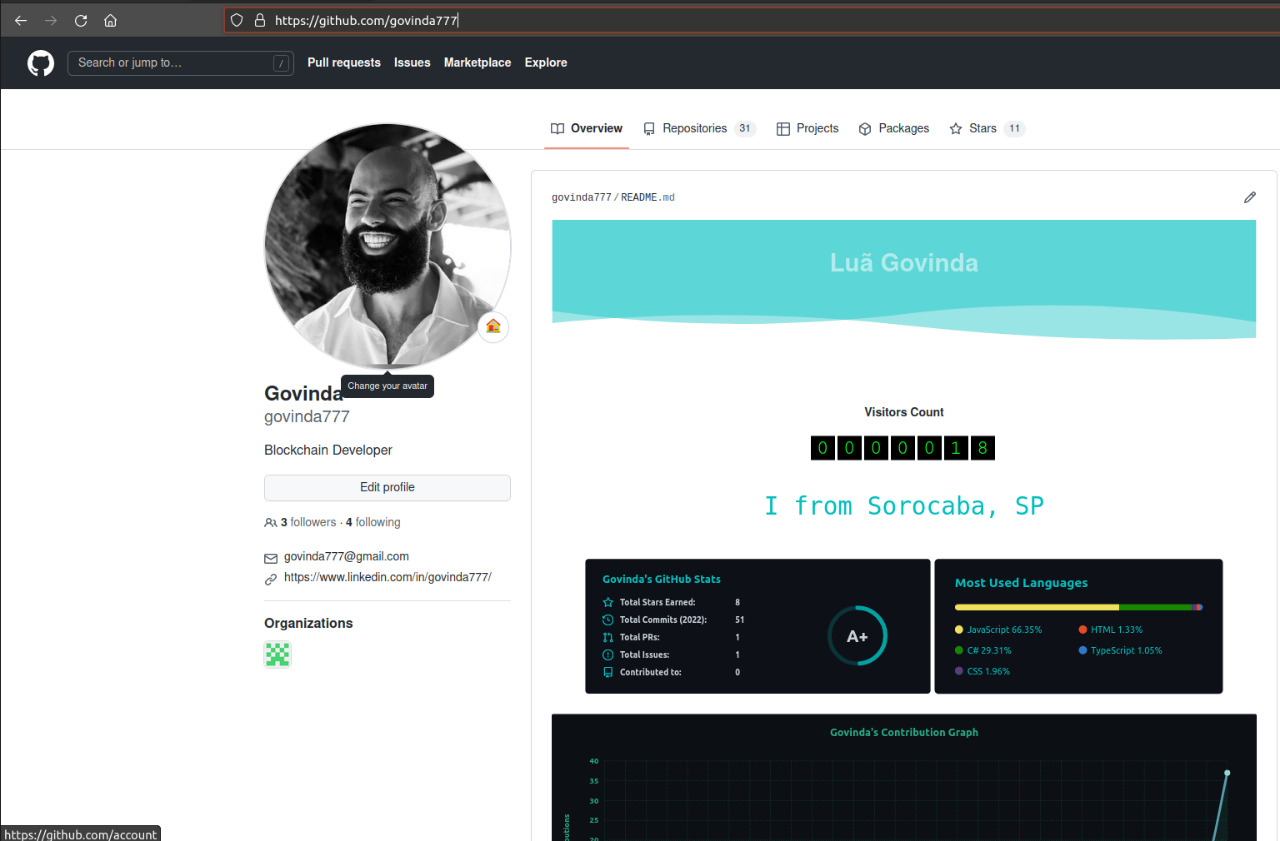 https://github.com/govinda777
Search or jump to… /
Pull requests
Issues
Marketplace
Explore
Overview
Repositories 31
Projects
Packages
Stars 11
Change your avatar
Govinda
govinda777
Blockchain Developer
Edit profile
3 followers · 4 following
govinda777@gmail.com
https://www.linkedin.com/in/govinda777/
Organizations
govinda777/README.md
Luã Govinda
Visitors Count
0 0 0 0 0 1 8
I from Sorocaba, SP
Govinda's GitHub Stats
Total Stars Earned: 8
Total Commits (2022): 51
Total PRs: 1
Total Issues: 1
Contributed to: 0
A+
Most Used Languages
JavaScript 66.35%
HTML 1.33%
C# 29.31%
TypeScript 1.05%
CSS 1.96%
Govinda's Contribution Graph
40
35
30
25
20
https://github.com/account